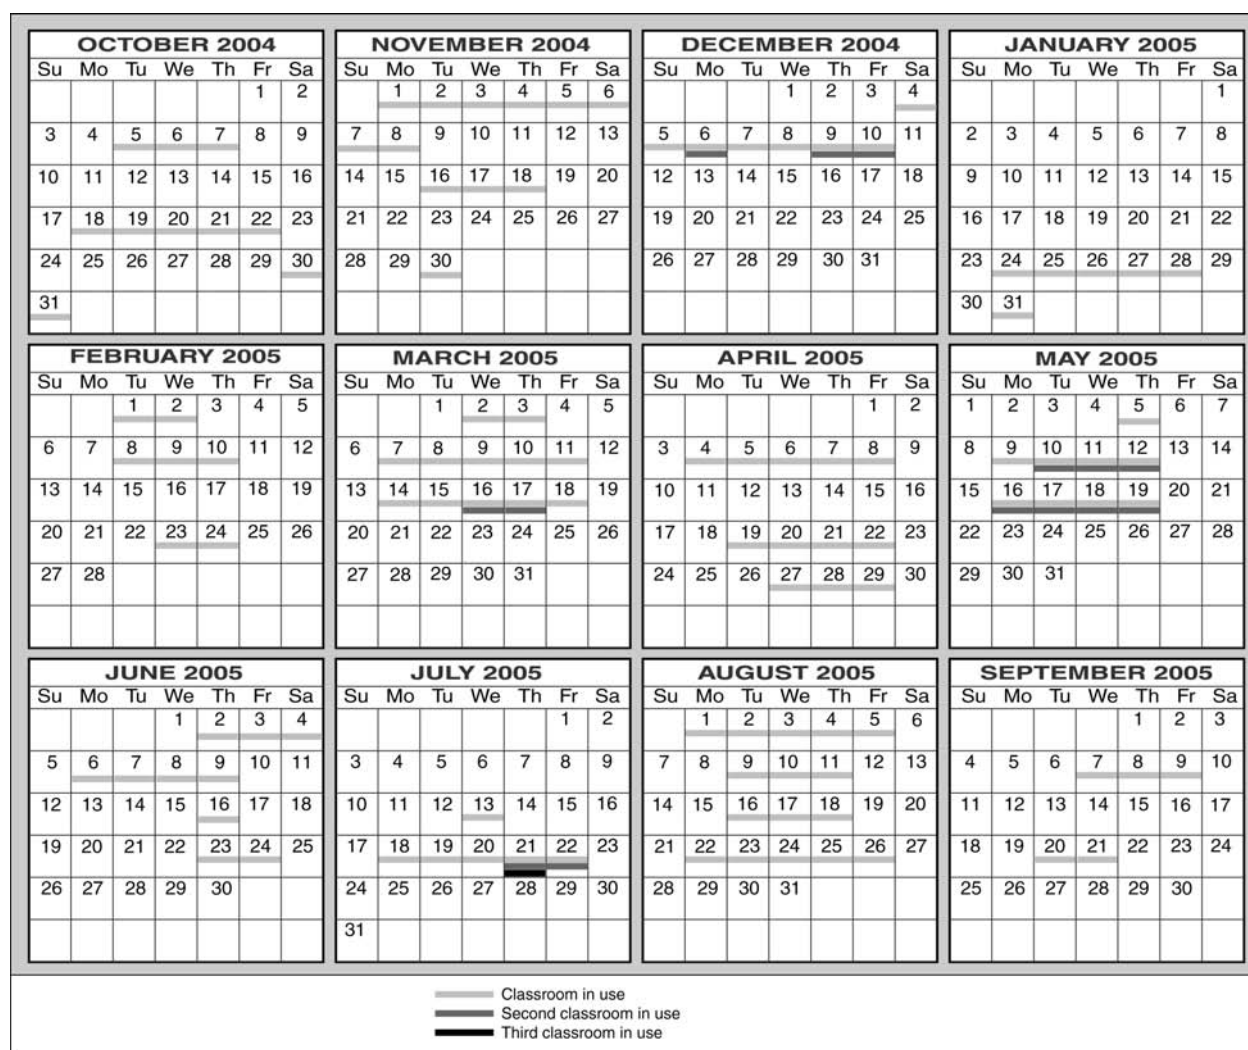 OCTOBER 2004
Su Mo Tu We Th Fr Sa
1 2
3 4 5 6 7 8 9
10 11 12 13 14 15 16
17 18 19 20 21 22 23
24 25 26 27 28 29 30
31
NOVEMBER 2004
Su Mo Tu We Th Fr Sa
1 2 3 4 5 6
7 8 9 10 11 12 13
14 15 16 17 18 19 20
21 22 23 24 25 26 27
28 29 30
DECEMBER 2004
Su Mo Tu We Th Fr Sa
1 2 3 4
5 6 7 8 9 10 11
12 13 14 15 16 17 18
19 20 21 22 23 24 25
26 27 28 29 30 31
JANUARY 2005
Su Mo Tu We Th Fr Sa
1
2 3 4 5 6 7 8
9 10 11 12 13 14 15
16 17 18 19 20 21 22
23 24 25 26 27 28 29
30 31
FEBRUARY 2005
Su Mo Tu We Th Fr Sa
1 2 3 4 5
6 7 8 9 10 11 12
13 14 15 16 17 18 19
20 21 22 23 24 25 26
27 28
MARCH 2005
Su Mo Tu We Th Fr Sa
1 2 3 4 5
6 7 8 9 10 11 12
13 14 15 16 17 18 19
20 21 22 23 24 25 26
27 28 29 30 31
APRIL 2005
Su Mo Tu We Th Fr Sa
1 2
3 4 5 6 7 8 9
10 11 12 13 14 15 16
17 18 19 20 21 22 23
24 25 26 27 28 29 30
MAY 2005
Su Mo Tu We Th Fr Sa
1 2 3 4 5 6 7
8 9 10 11 12 13 14
15 16 17 18 19 20 21
22 23 24 25 26 27 28
29 30 31
JUNE 2005
Su Mo Tu We Th Fr Sa
1 2 3 4
5 6 7 8 9 10 11
12 13 14 15 16 17 18
19 20 21 22 23 24 25
26 27 28 29 30
JULY 2005
Su Mo Tu We Th Fr Sa
1 2
3 4 5 6 7 8 9
10 11 12 13 14 15 16
17 18 19 20 21 22 23
24 25 26 27 28 29 30
31
AUGUST 2005
Su Mo Tu We Th Fr Sa
1 2 3 4 5 6
7 8 9 10 11 12 13
14 15 16 17 18 19 20
21 22 23 24 25 26 27
28 29 30 31
SEPTEMBER 2005
Su Mo Tu We Th Fr Sa
1 2 3
4 5 6 7 8 9 10
11 12 13 14 15 16 17
18 19 20 21 22 23 24
25 26 27 28 29 30
Classroom in use
Second classroom in use
Third classroom in use